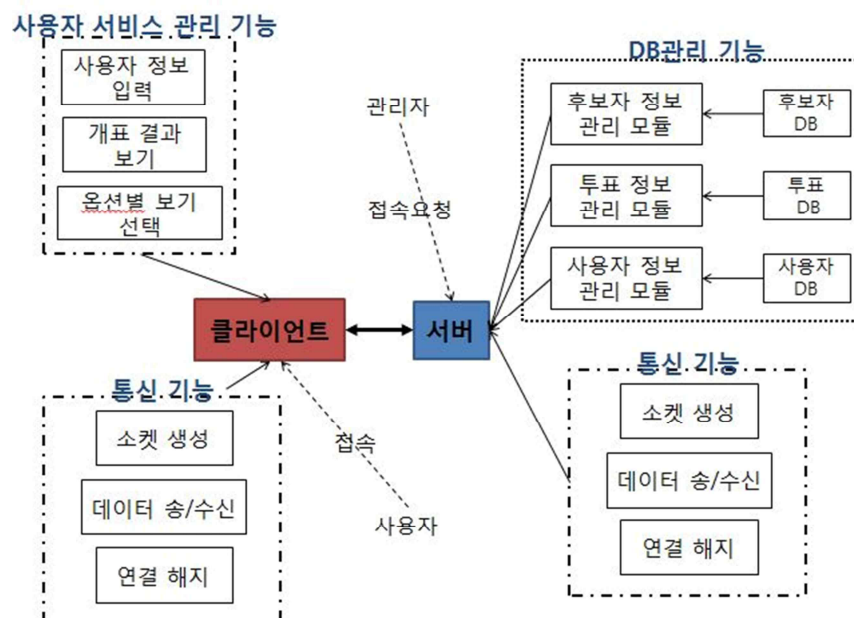 사용자 서비스 관리 기능
사용자 정보
입력
개표 결과
보기
옵션별 보기
선택
관리자
접속요청
DB관리 기능
후보자 정보
관리 모듈
후보자
DB
투표 정보
관리 모듈
투표
DB
사용자 정보
관리 모듈
사용자
DB
클라이언트
서버
통신 기능
소켓 생성
데이터 송/수신
연결 해지
접속
사용자
통신 기능
소켓 생성
데이터 송/수신
연결 해지